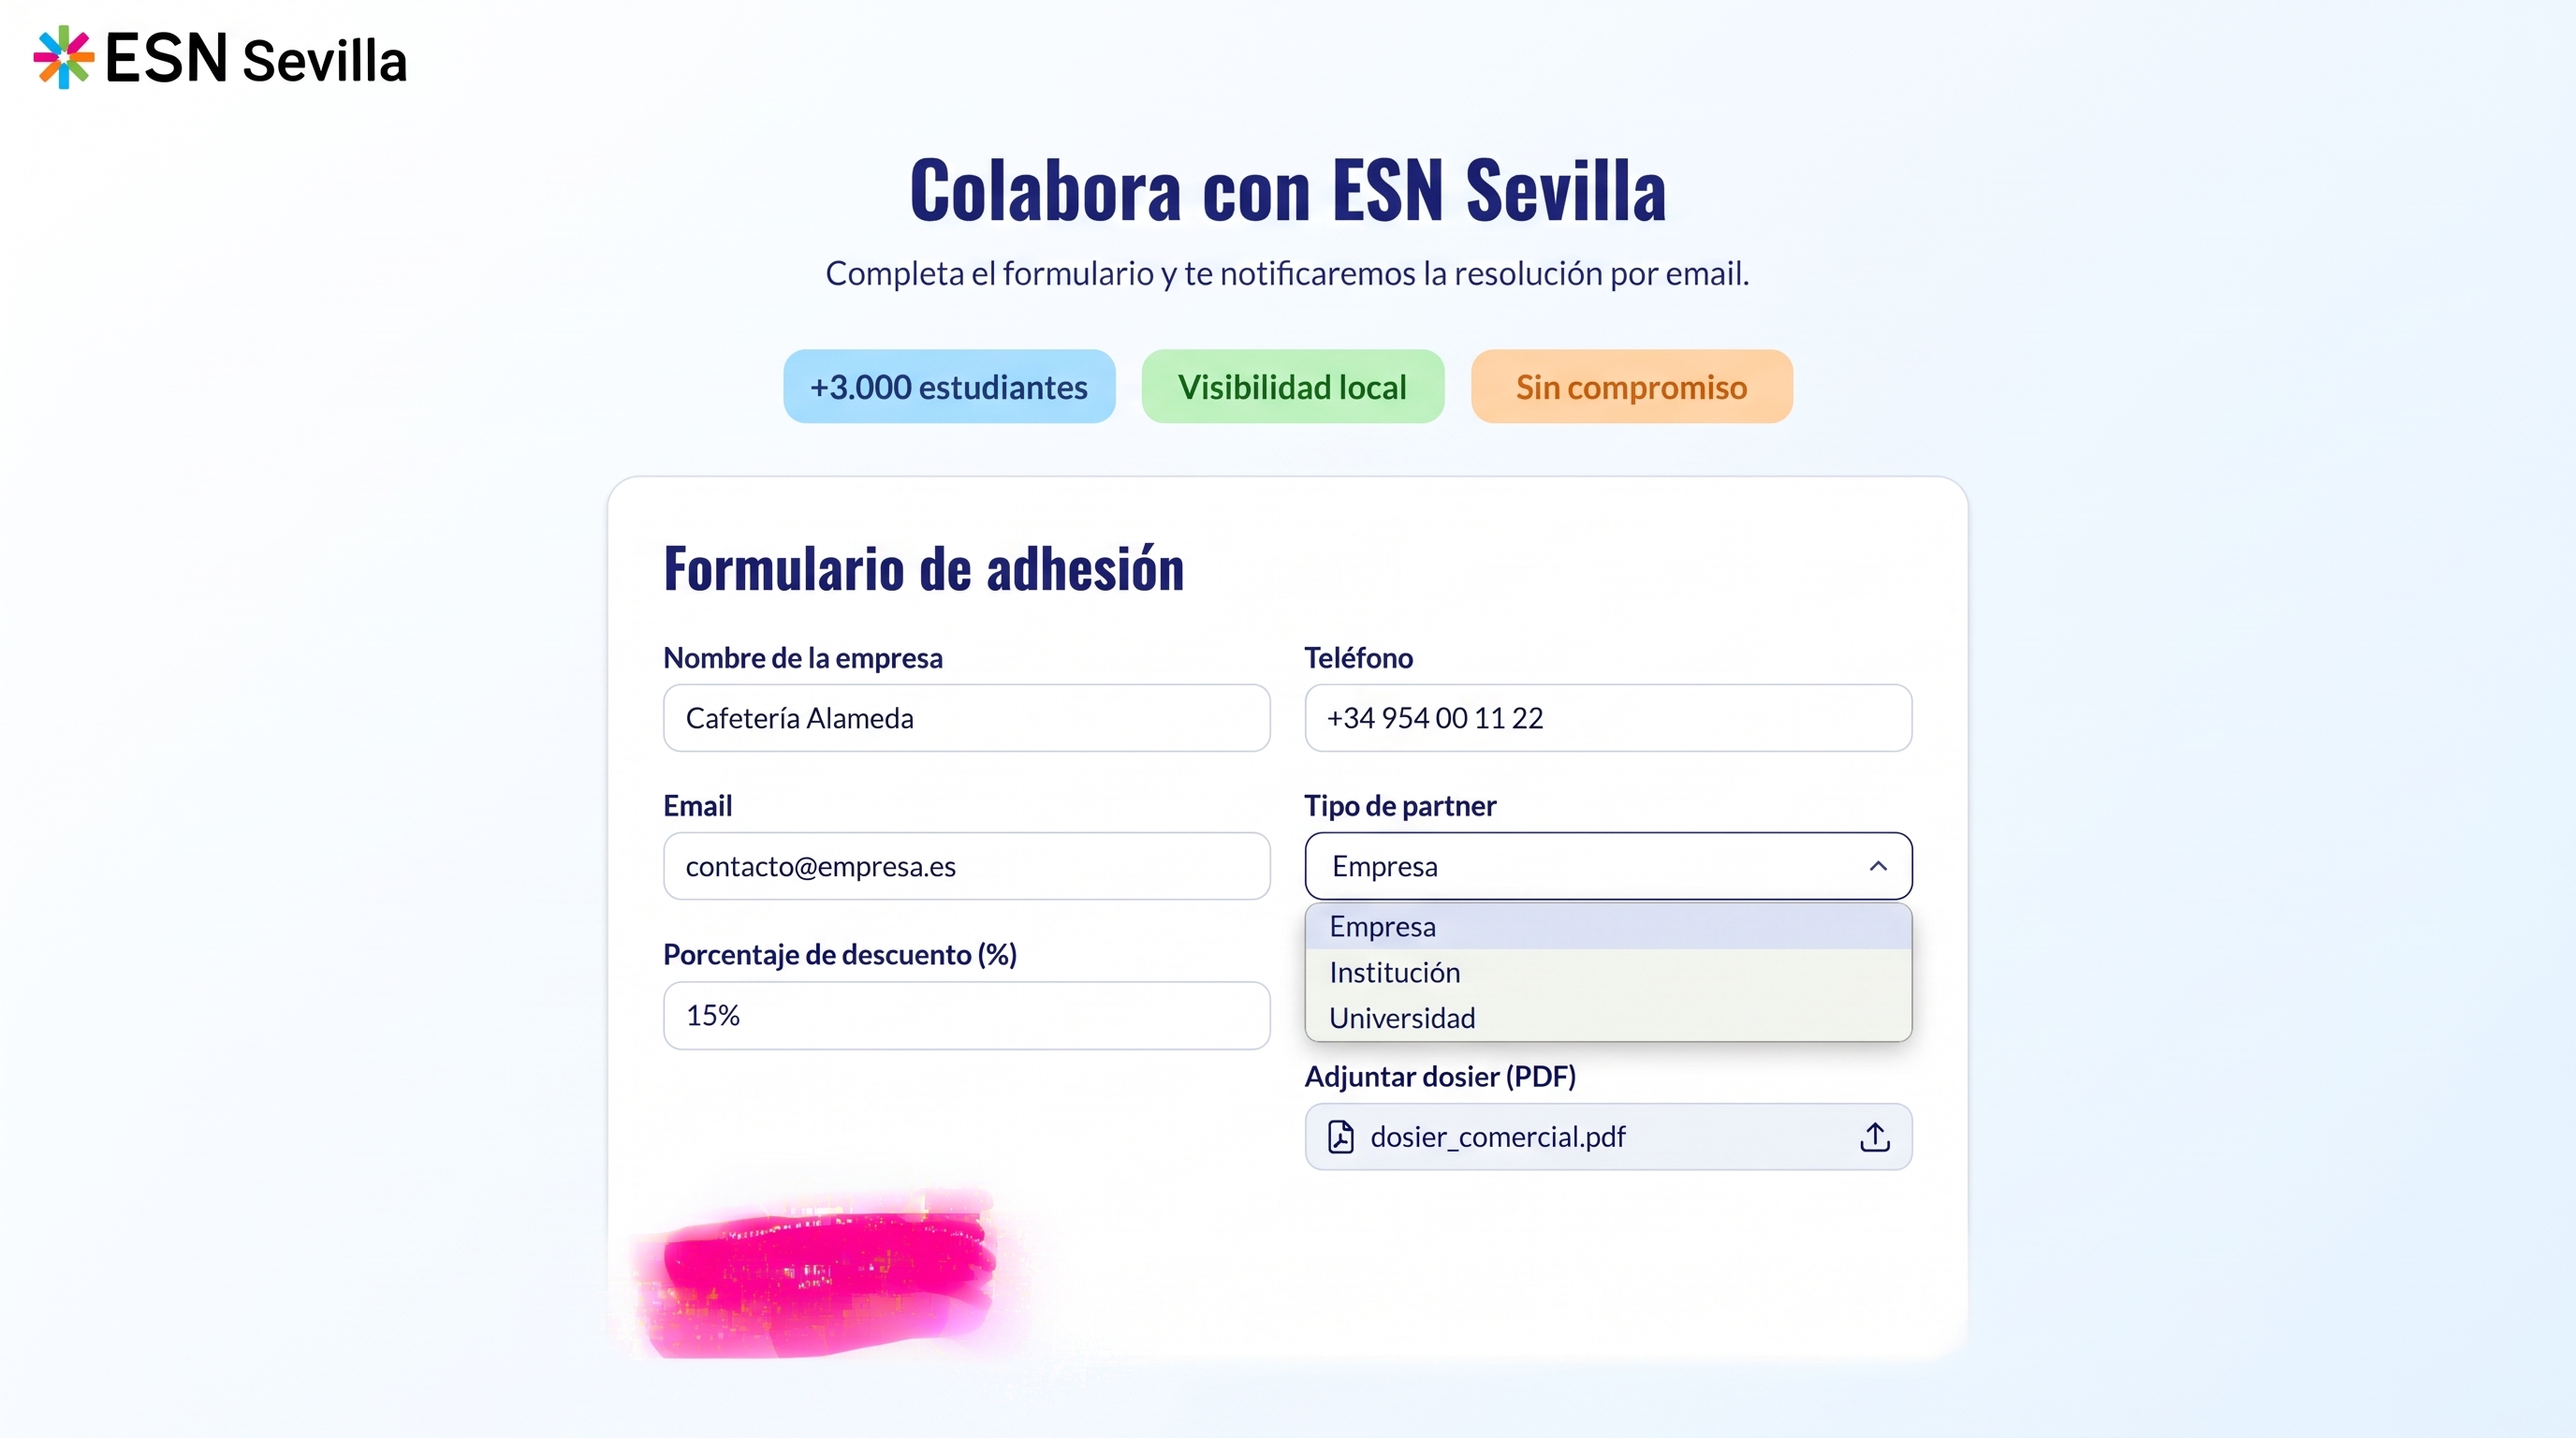 ESN Sevilla
Colabora con ESN Sevilla
Completa el formulario y te notificaremos la resolución por email.
+3.000 estudiantes
Visibilidad local
Sin compromiso
Formulario de adhesión
Nombre de la empresa
Cafetería Alameda
Teléfono
+34 954 00 11 22
Email
contacto@empresa.es
Tipo de partner
Empresa
Empresa
Institución
Universidad
Porcentaje de descuento (%)
15%
Adjuntar dosier (PDF)
dosier_comercial.pdf